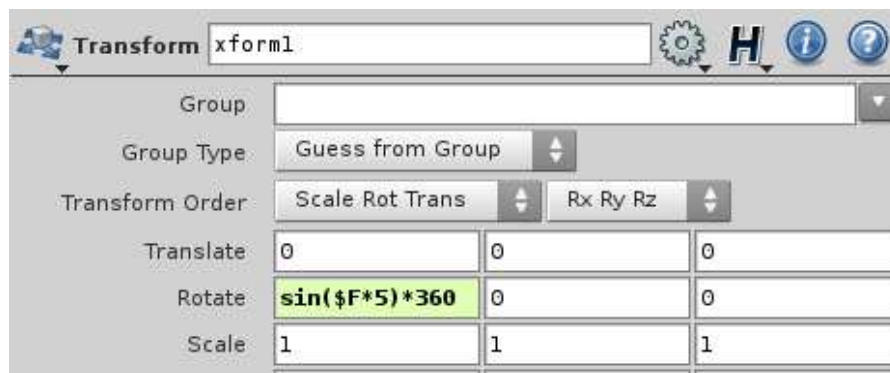 Transform xform1 H i ?
Group
Group Type Guess from Group
Transform Order Scale Rot Trans Rx Ry Rz
Translate 0 0 0
Rotate sin($F*5)*360 0 0
Scale 1 1 1